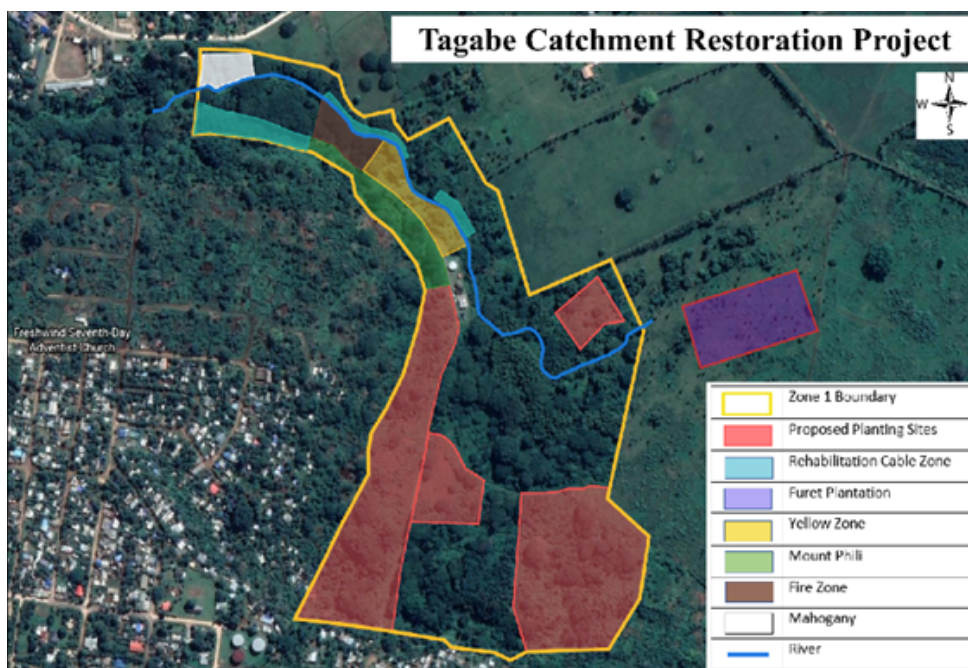 Tagabe Catchment Restoration Project
N
W
S
Freshwind Seventh-Day
Adventist Church
Zone 1 Boundary
Proposed Planting Sites
Rehabilitation Cable Zone
Furet Plantation
Yellow Zone
Mount Phili
Fire Zone
Mahogany
River